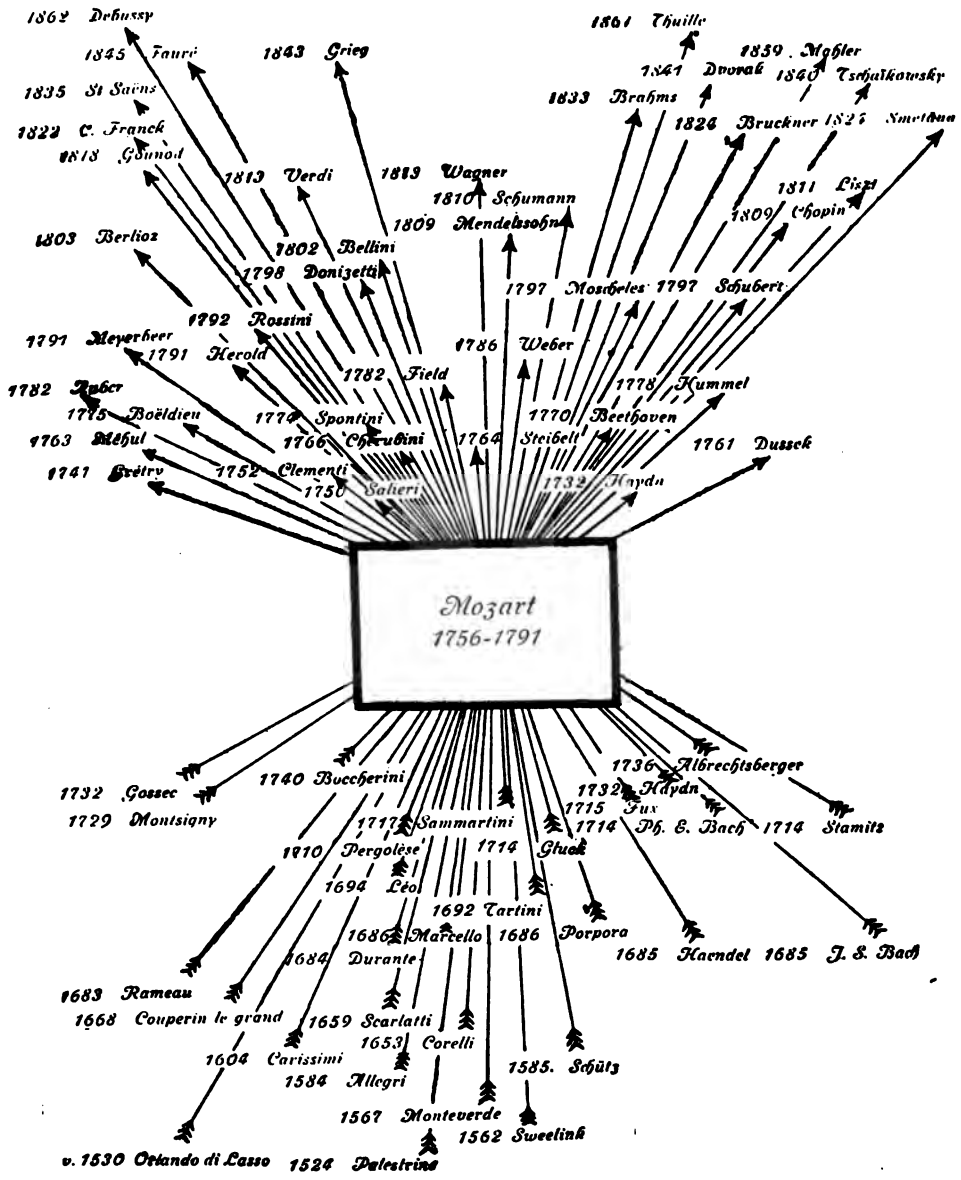 1862 Debussy
1861 Thuille
1845 Fauré
1843 Grieg
1859 Mahler
1841 Dvorak
1840 Tschaïkowsky
1835 St Saëns
1833 Brahms
1822 C. Franck
1824 Bruckner
1824 Smetana
1818 Gounod
1813 Verdi
1813 Wagner
1810 Schumann
1811 Liszt
1809 Mendelssohn
1809 Chopin
1803 Berlioz
1802 Bellini
1798 Donizetti
1797 Moscheles
1797 Schubert
1792 Rossini
1791 Meyerbeer
1791 Herold
1786 Weber
1782 Field
1782 Auber
1778 Hummel
1775 Boëldieu
1774 Spontini
1770 Beethoven
1763 Méhul
1766 Cherubini
1764 Steibelt
1761 Dussek
1741 Grétry
1752 Clementi
1750 Salieri
1732 Haydn
Mozart
1756-1791
1732 Gossec
1740 Boccherini
1736 Albrechtsberger
1732 Haydn
1729 Montsigny
1717 Sammartini
1715 Fux
1714 Ph. E. Bach
1714 Stamitz
1710 Pergolèse
1714 Gluck
1694 Léo
1692 Tartini
1686 Marcello
1686 Porpora
1684 Durante
1685 Haendel
1685 J. S. Bach
1683 Rameau
1668 Couperin le grand
1659 Scarlatti
1653 Corelli
1604 Carissimi
1585. Schütz
1584 Allegri
1567 Monteverde
1562 Sweelink
v. 1530 Orlando di Lasso
1524 Palestrina